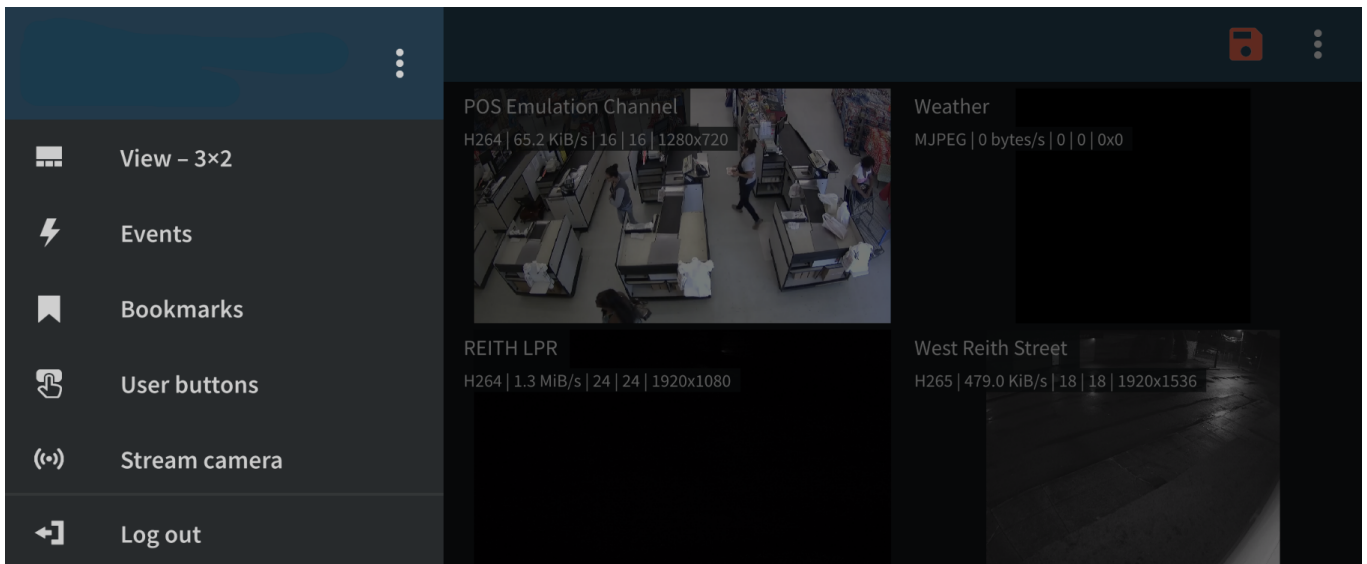 View – 3×2
Events
Bookmarks
User buttons
Stream camera
Log out
POS Emulation Channel
H264 | 65.2 KiB/s | 16 | 16 | 1280x720
Weather
MJPEG | 0 bytes/s | 0 | 0 | 0x0
REITH LPR
H264 | 1.3 MiB/s | 24 | 24 | 1920x1080
West Reith Street
H265 | 479.0 KiB/s | 18 | 18 | 1920x1536